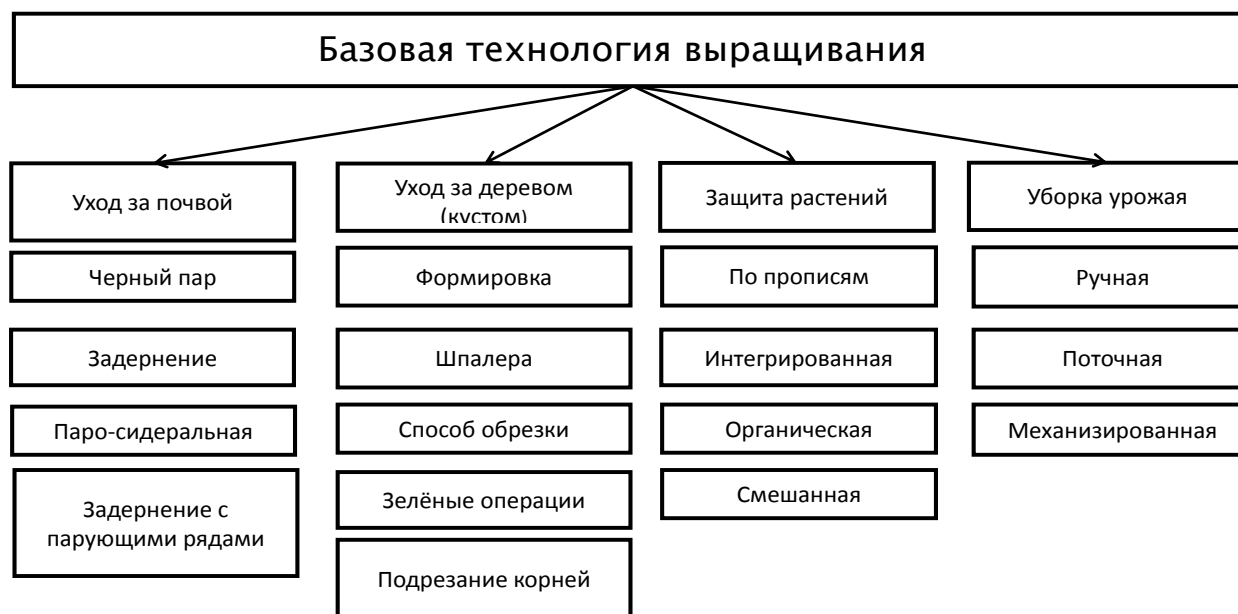 Базовая технология выращивания
Уход за почвой
Черный пар
Задернение
Паро-сидеральная
Задернение с
парующими рядами
Уход за деревом
(кустом)
Формировка
Шпалера
Способ обрезки
Зелёные операции
Подрезание корней
Защита растений
По прописям
Интегрированная
Органическая
Смешанная
Уборка урожая
Ручная
Поточная
Механизированная